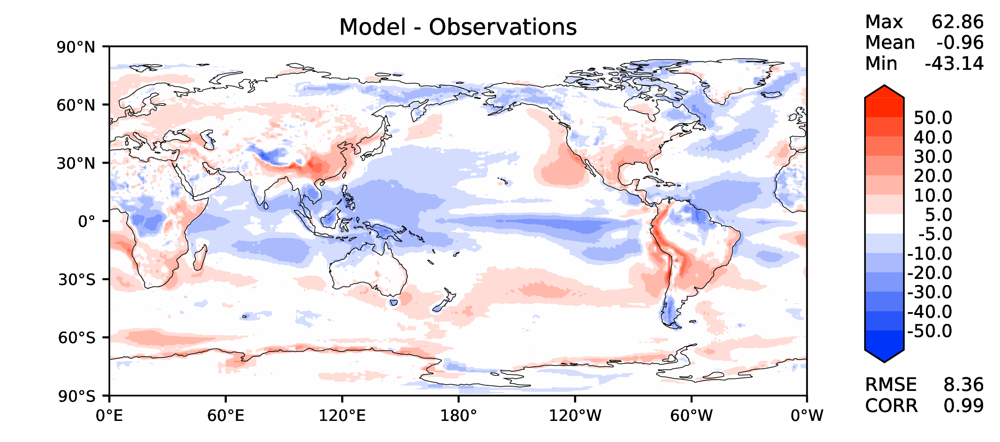 Model - Observations
Max 62.86
Mean -0.96
Min -43.14
90°N
60°N
30°N
0°
30°S
60°S
90°S
0°E 60°E 120°E 180° 120°W 60°W 0°W
50.0
40.0
30.0
20.0
10.0
5.0
-5.0
-10.0
-20.0
-30.0
-40.0
-50.0
RMSE 8.36
CORR 0.99